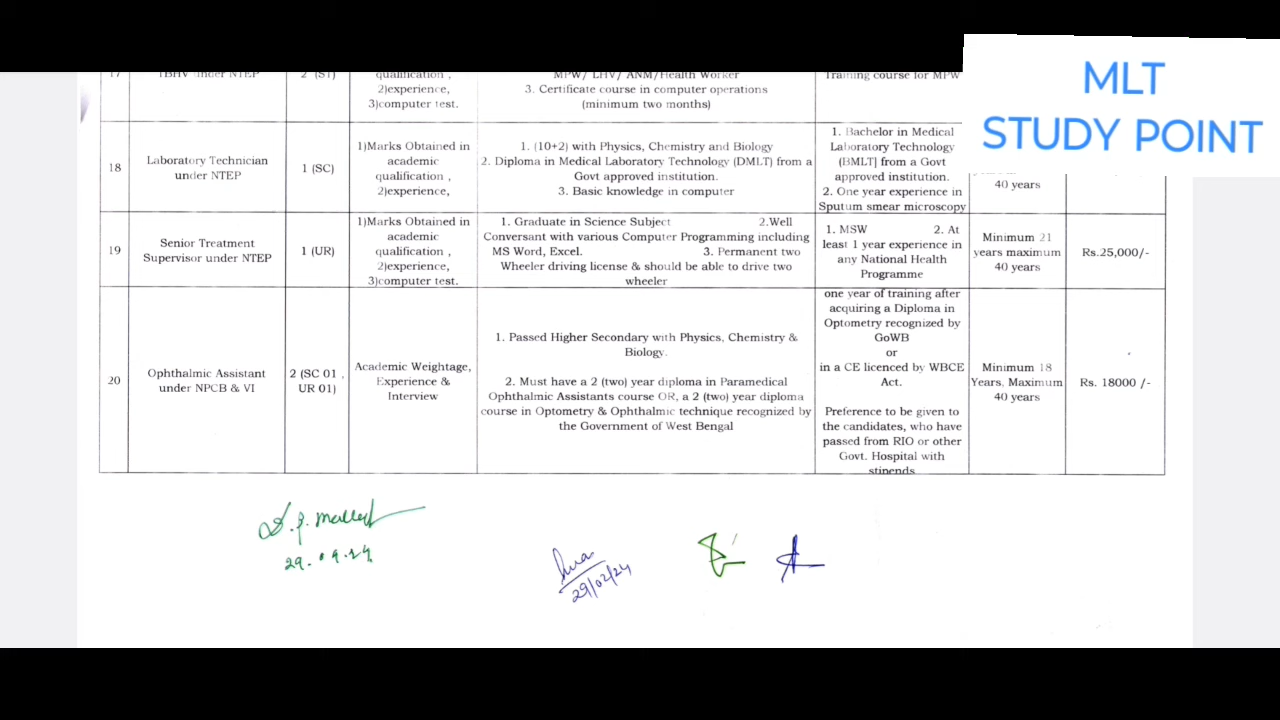 MLT
STUDY POINT
17
TBHV under NTEP
2 (ST)
qualification ,
2)experience,
3)computer test.
MPW/ LHV/ ANM/Health Worker
3. Certificate course in computer operations
(minimum two months)
Training course for MPW
18
Laboratory Technician
under NTEP
1 (SC)
1)Marks Obtained in
academic
qualification ,
2)experience,
1. (10+2) with Physics, Chemistry and Biology
2. Diploma in Medical Laboratory Technology (DMLT) from a
Govt approved institution.
3. Basic knowledge in computer
1. Bachelor in Medical
Laboratory Technology
(BMLT] from a Govt
approved institution.
2. One year experience in
Sputum smear microscopy
40 years
19
Senior Treatment
Supervisor under NTEP
1 (UR)
1)Marks Obtained in
academic
qualification ,
2)experience,
3)computer test.
1. Graduate in Science Subject 2.Well
Conversant with various Computer Programming including
MS Word, Excel. 3. Permanent two
Wheeler driving license & should be able to drive two
wheeler
1. MSW 2. At
least 1 year experience in
any National Health
Programme
Minimum 21
years maximum
40 years
Rs.25,000/-
20
Ophthalmic Assistant
under NPCB & VI
2 (SC 01 ,
UR 01)
Academic Weightage,
Experience &
Interview
1. Passed Higher Secondary with Physics, Chemistry &
Biology.
2. Must have a 2 (two) year diploma in Paramedical
Ophthalmic Assistants course OR, a 2 (two) year diploma
course in Optometry & Ophthalmic technique recognized by
the Government of West Bengal
one year of training after
acquiring a Diploma in
Optometry recognized by
GoWB
or
in a CE licenced by WBCE
Act.
Preference to be given to
the candidates, who have
passed from RIO or other
Govt. Hospital with
stipends
Minimum 18
Years, Maximum
40 years
Rs. 18000 /-
29/02/24